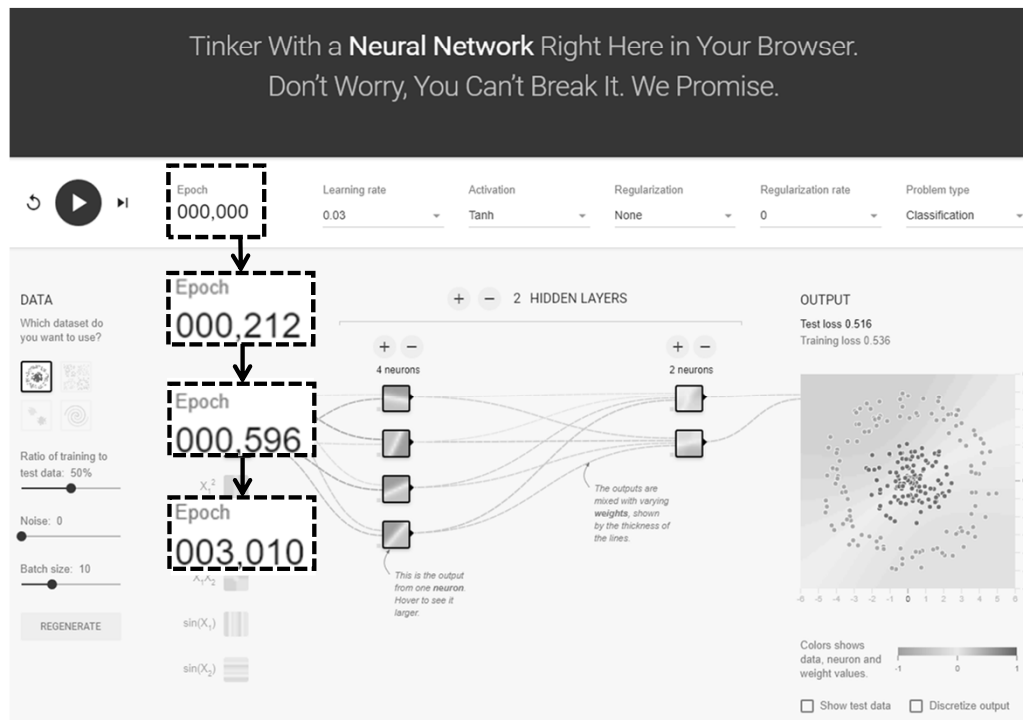 Tinker With a Neural Network Right Here in Your Browser.
Don't Worry, You Can't Break It. We Promise.
Epoch
000,000
Learning rate
0.03
Activation
Tanh
Regularization
None
Regularization rate
0
Problem type
Classification
Epoch
000,212
Epoch
000,596
Epoch
003,010
DATA
Which dataset do
you want to use?
Ratio of training to
test data: 50%
Noise: 0
Batch size: 10
REGENERATE
X₁²
X₁X₂
sin(X₁)
sin(X₂)
+ − 2 HIDDEN LAYERS
+ −
4 neurons
+ −
2 neurons
This is the output
from one neuron.
Hover to see it
larger.
The outputs are
mixed with varying
weights, shown
by the thickness of
the lines.
OUTPUT
Test loss 0.516
Training loss 0.536
-6 -5 -4 -3 -2 -1 0 1 2 3 4 5 6
Colors shows
data, neuron and
weight values.
-1 0 1
Show test data
Discretize output